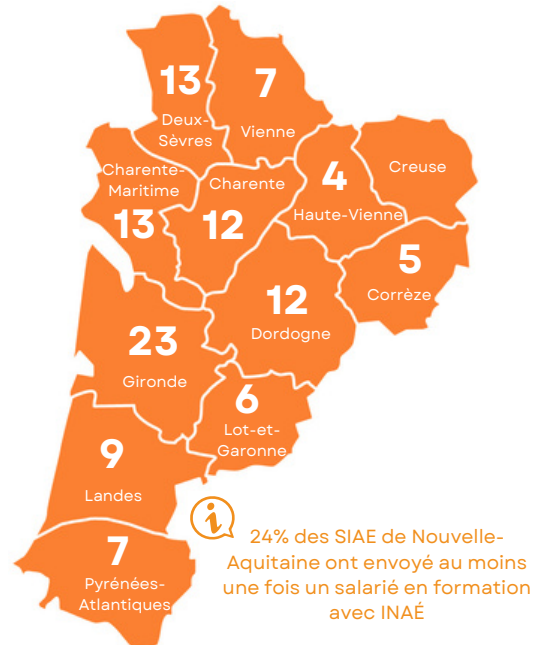 13
Deux-
Sèvres
7
Vienne
Charente-
Maritime
13
Charente
12
4
Haute-Vienne
Creuse
5
Corrèze
12
Dordogne
23
Gironde
6
Lot-et-
Garonne
9
Landes
7
Pyrénées-
Atlantiques
i
24% des SIAE de Nouvelle-
Aquitaine ont envoyé au moins
une fois un salarié en formation
avec INAÉ